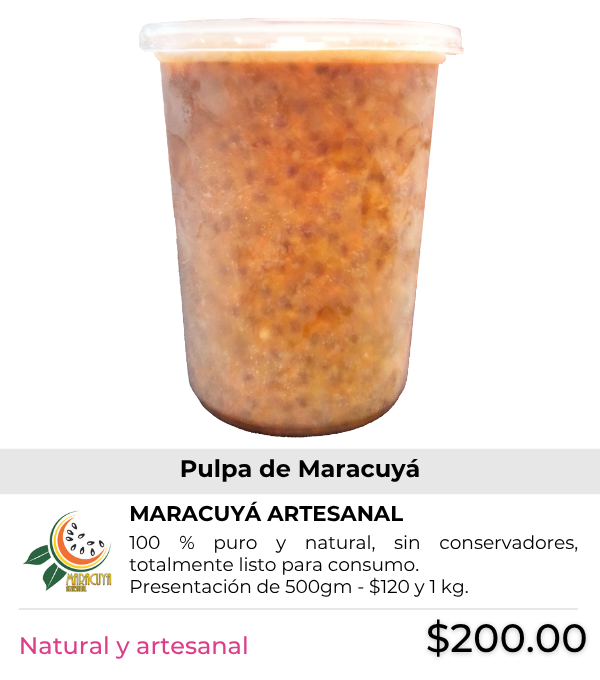 Pulpa de Maracuyá
MARACUYÁ ARTESANAL
100 % puro y natural, sin conservadores,
totalmente listo para consumo.
Presentación de 500gm - $120 y 1 kg.
MARACUYA
Natural y artesanal
$200.00